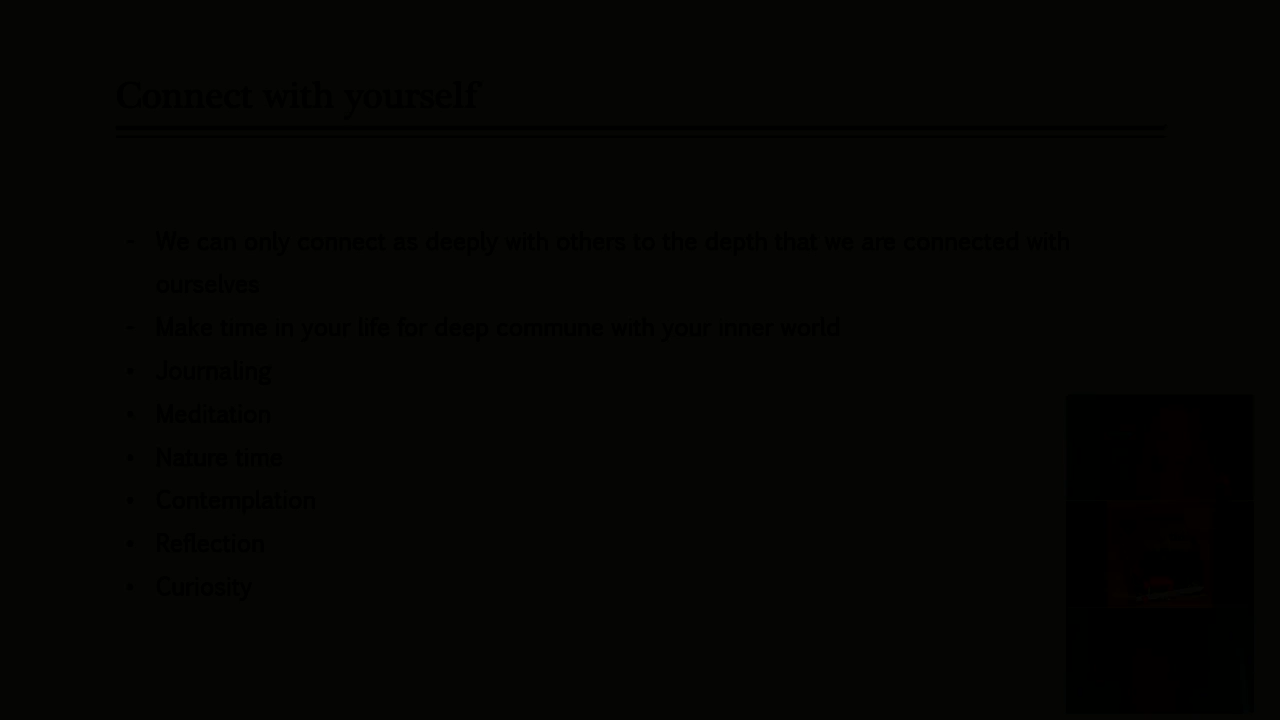 Connect with yourself
We can only connect as deeply with others to the depth that we are connected with
ourselves
Make time in your life for deep commune with your inner world
Journaling
Meditation
Nature time
Contemplation
Reflection
Curiosity